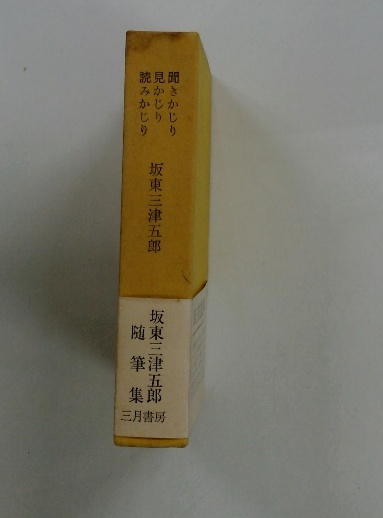 聞きかじり
見かじり
読みかじり
坂東三津五郎
坂東三津五郎
随筆集
三月書房